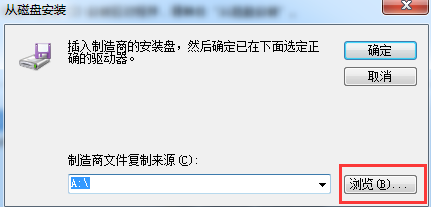 从磁盘安装
插入制造商的安装盘，然后确定已在下面选定正
确的驱动器。
确定
取消
制造商文件复制来源(C):
A:\
浏览(B)...